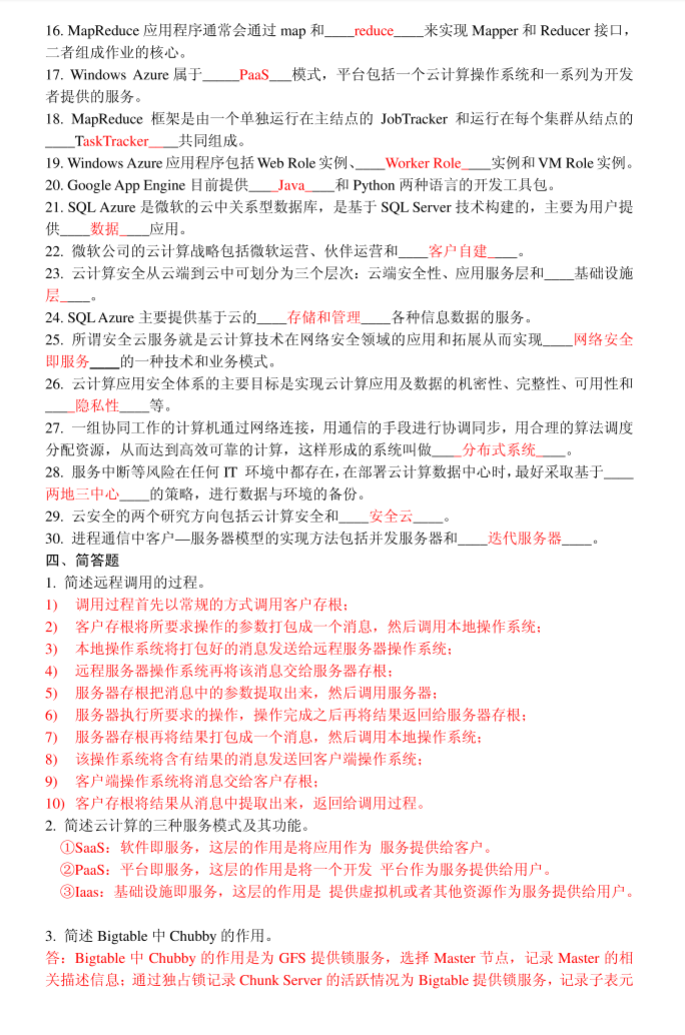 16. MapReduce 应用程序通常会通过 map 和____reduce____来实现 Mapper 和 Reducer 接口，
二者组成作业的核心。
17. Windows Azure 属于_____PaaS___模式，平台包括一个云计算操作系统和一系列为开发
者提供的服务。
18. MapReduce 框架是由一个单独运行在主结点的 JobTracker 和运行在每个集群从结点的
____TaskTracker____共同组成。
19. Windows Azure 应用程序包括 Web Role 实例、____Worker Role____实例和 VM Role 实例。
20. Google App Engine 目前提供____Java____和 Python 两种语言的开发工具包。
21. SQL Azure 是微软的云中关系型数据库，是基于 SQL Server 技术构建的，主要为用户提
供____数据____应用。
22. 微软公司的云计算战略包括微软运营、伙伴运营和____客户自建____。
23. 云计算安全从云端到云中可划分为三个层次：云端安全性、应用服务层和____基础设施
层____。
24. SQL Azure 主要提供基于云的____存储和管理____各种信息数据的服务。
25. 所谓安全云服务就是云计算技术在网络安全领域的应用和拓展从而实现____网络安全
即服务____的一种技术和业务模式。
26. 云计算应用安全体系的主要目标是实现云计算应用及数据的机密性、完整性、可用性和
____隐私性____等。
27. 一组协同工作的计算机通过网络连接，用通信的手段进行协调同步，用合理的算法调度
分配资源，从而达到高效可靠的计算，这样形成的系统叫做____分布式系统____。
28. 服务中断等风险在任何 IT 环境中都存在，在部署云计算数据中心时，最好采取基于____
两地三中心____的策略，进行数据与环境的备份。
29. 云安全的两个研究方向包括云计算安全和____安全云____。
30. 进程通信中客户—服务器模型的实现方法包括并发服务器和____迭代服务器____。
四、简答题
1. 简述远程调用的过程。
1) 调用过程首先以常规的方式调用客户存根；
2) 客户存根将所要求操作的参数打包成一个消息，然后调用本地操作系统；
3) 本地操作系统将打包好的消息发送给远程服务器操作系统；
4) 远程服务器操作系统再将该消息交给服务器存根；
5) 服务器存根把消息中的参数提取出来，然后调用服务器；
6) 服务器执行所要求的操作，操作完成之后再将结果返回给服务器存根；
7) 服务器存根再将结果打包成一个消息，然后调用本地操作系统；
8) 该操作系统将含有结果的消息发送回客户端操作系统；
9) 客户端操作系统将消息交给客户存根；
10) 客户存根将结果从消息中提取出来，返回给调用过程。
2. 简述云计算的三种服务模式及其功能。
①SaaS：软件即服务，这层的作用是将应用作为 服务提供给客户。
②PaaS：平台即服务，这层的作用是将一个开发 平台作为服务提供给用户。
③Iaas：基础设施即服务，这层的作用是 提供虚拟机或者其他资源作为服务提供给用户。
3. 简述 Bigtable 中 Chubby 的作用。
答：Bigtable 中 Chubby 的作用是为 GFS 提供锁服务，选择 Master 节点，记录 Master 的相
关描述信息；通过独占锁记录 Chunk Server 的活跃情况为 Bigtable 提供锁服务，记录子表元